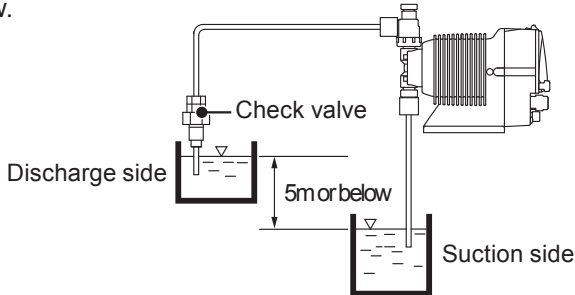 w.
Check valve
Discharge side
5m or below
Suction side